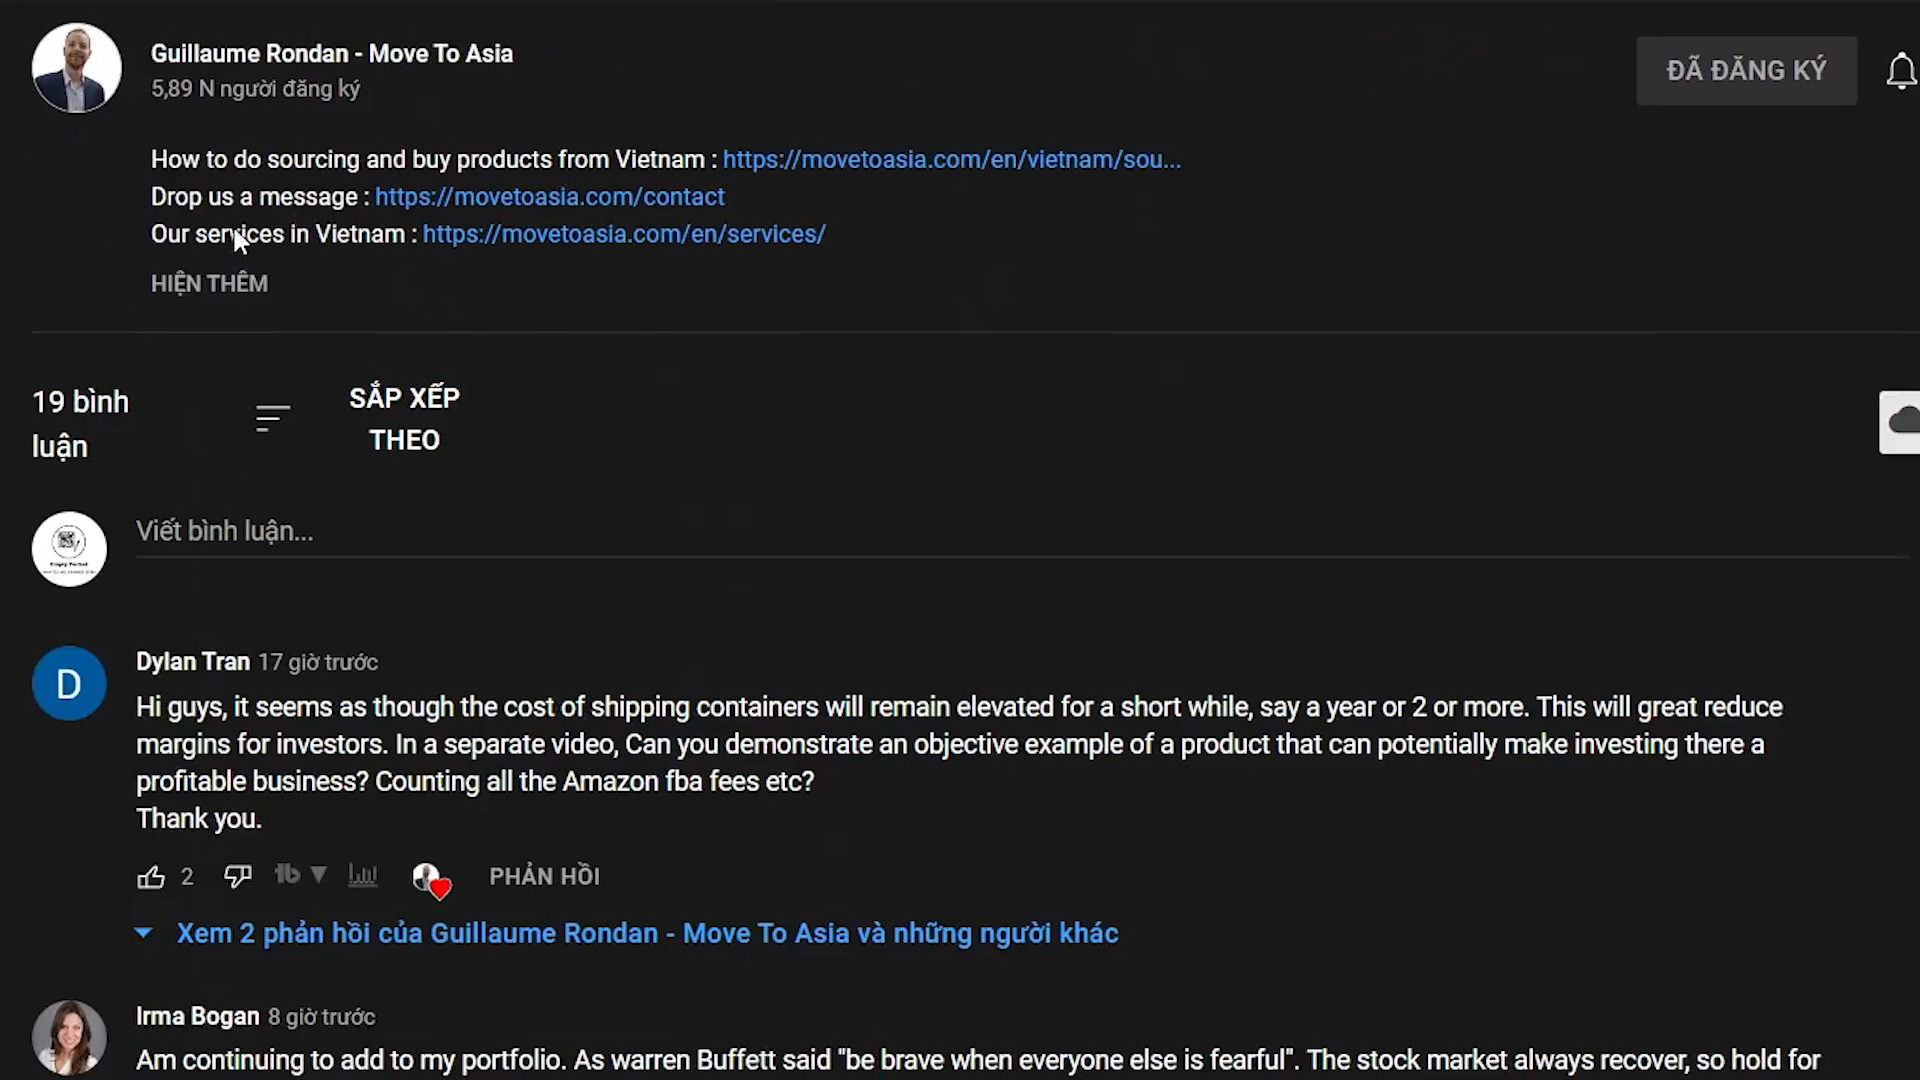 Guillaume Rondan - Move To Asia
5,89 N người đăng ký
ĐÃ ĐĂNG KÝ
How to do sourcing and buy products from Vietnam : https://movetoasia.com/en/vietnam/sou...
Drop us a message : https://movetoasia.com/contact
Our services in Vietnam : https://movetoasia.com/en/services/
HIỆN THÊM
19 bình
luận
SẮP XẾP
THEO
Viết bình luận...
D
Dylan Tran 17 giờ trước
Hi guys, it seems as though the cost of shipping containers will remain elevated for a short while, say a year or 2 or more. This will great reduce
margins for investors. In a separate video, Can you demonstrate an objective example of a product that can potentially make investing there a
profitable business? Counting all the Amazon fba fees etc?
Thank you.
2 PHẢN HỒI
Xem 2 phản hồi của Guillaume Rondan - Move To Asia và những người khác
Irma Bogan 8 giờ trước
Am continuing to add to my portfolio. As warren Buffett said "be brave when everyone else is fearful". The stock market always recover, so hold for